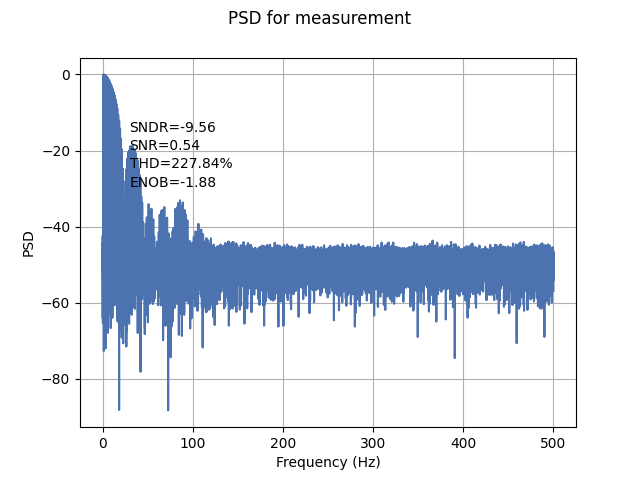 PSD for measurement
0
−20
−40
−60
−80
PSD
SNDR=-9.56
SNR=0.54
THD=227.84%
ENOB=-1.88
0
100
200
300
400
500
Frequency (Hz)